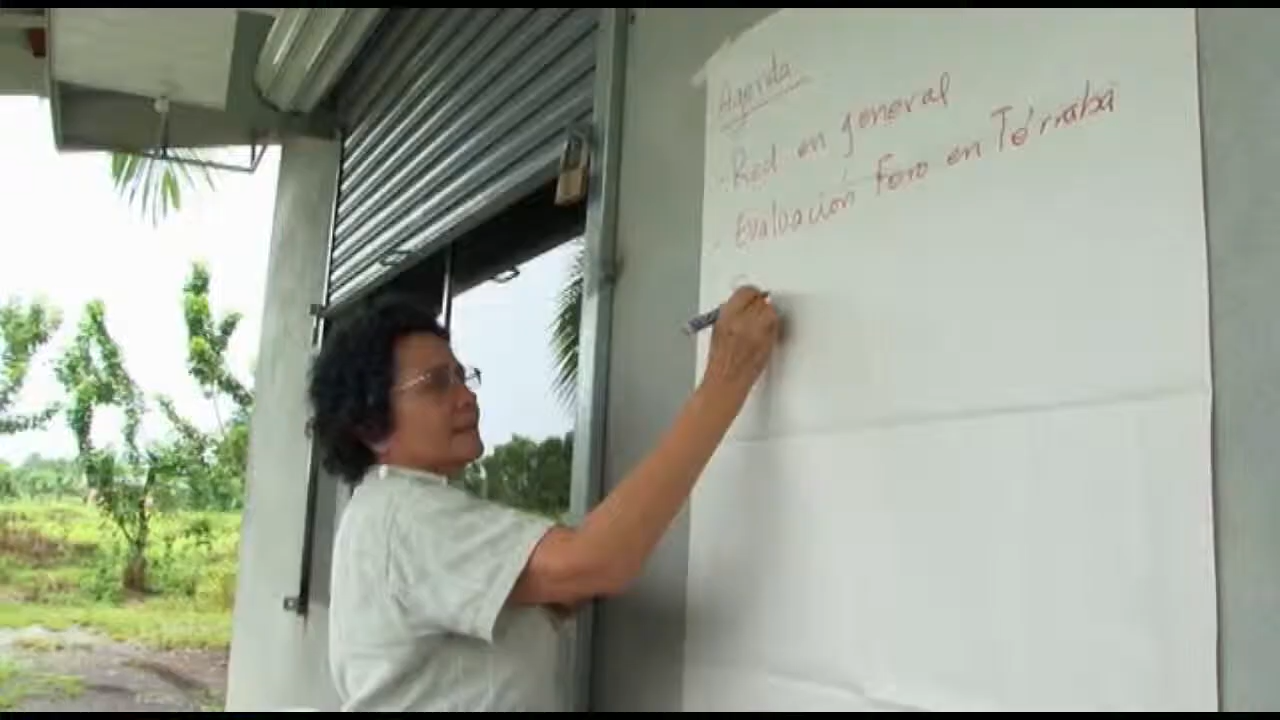 Agenda
- Red en general
- Evaluación Foro en Térraba